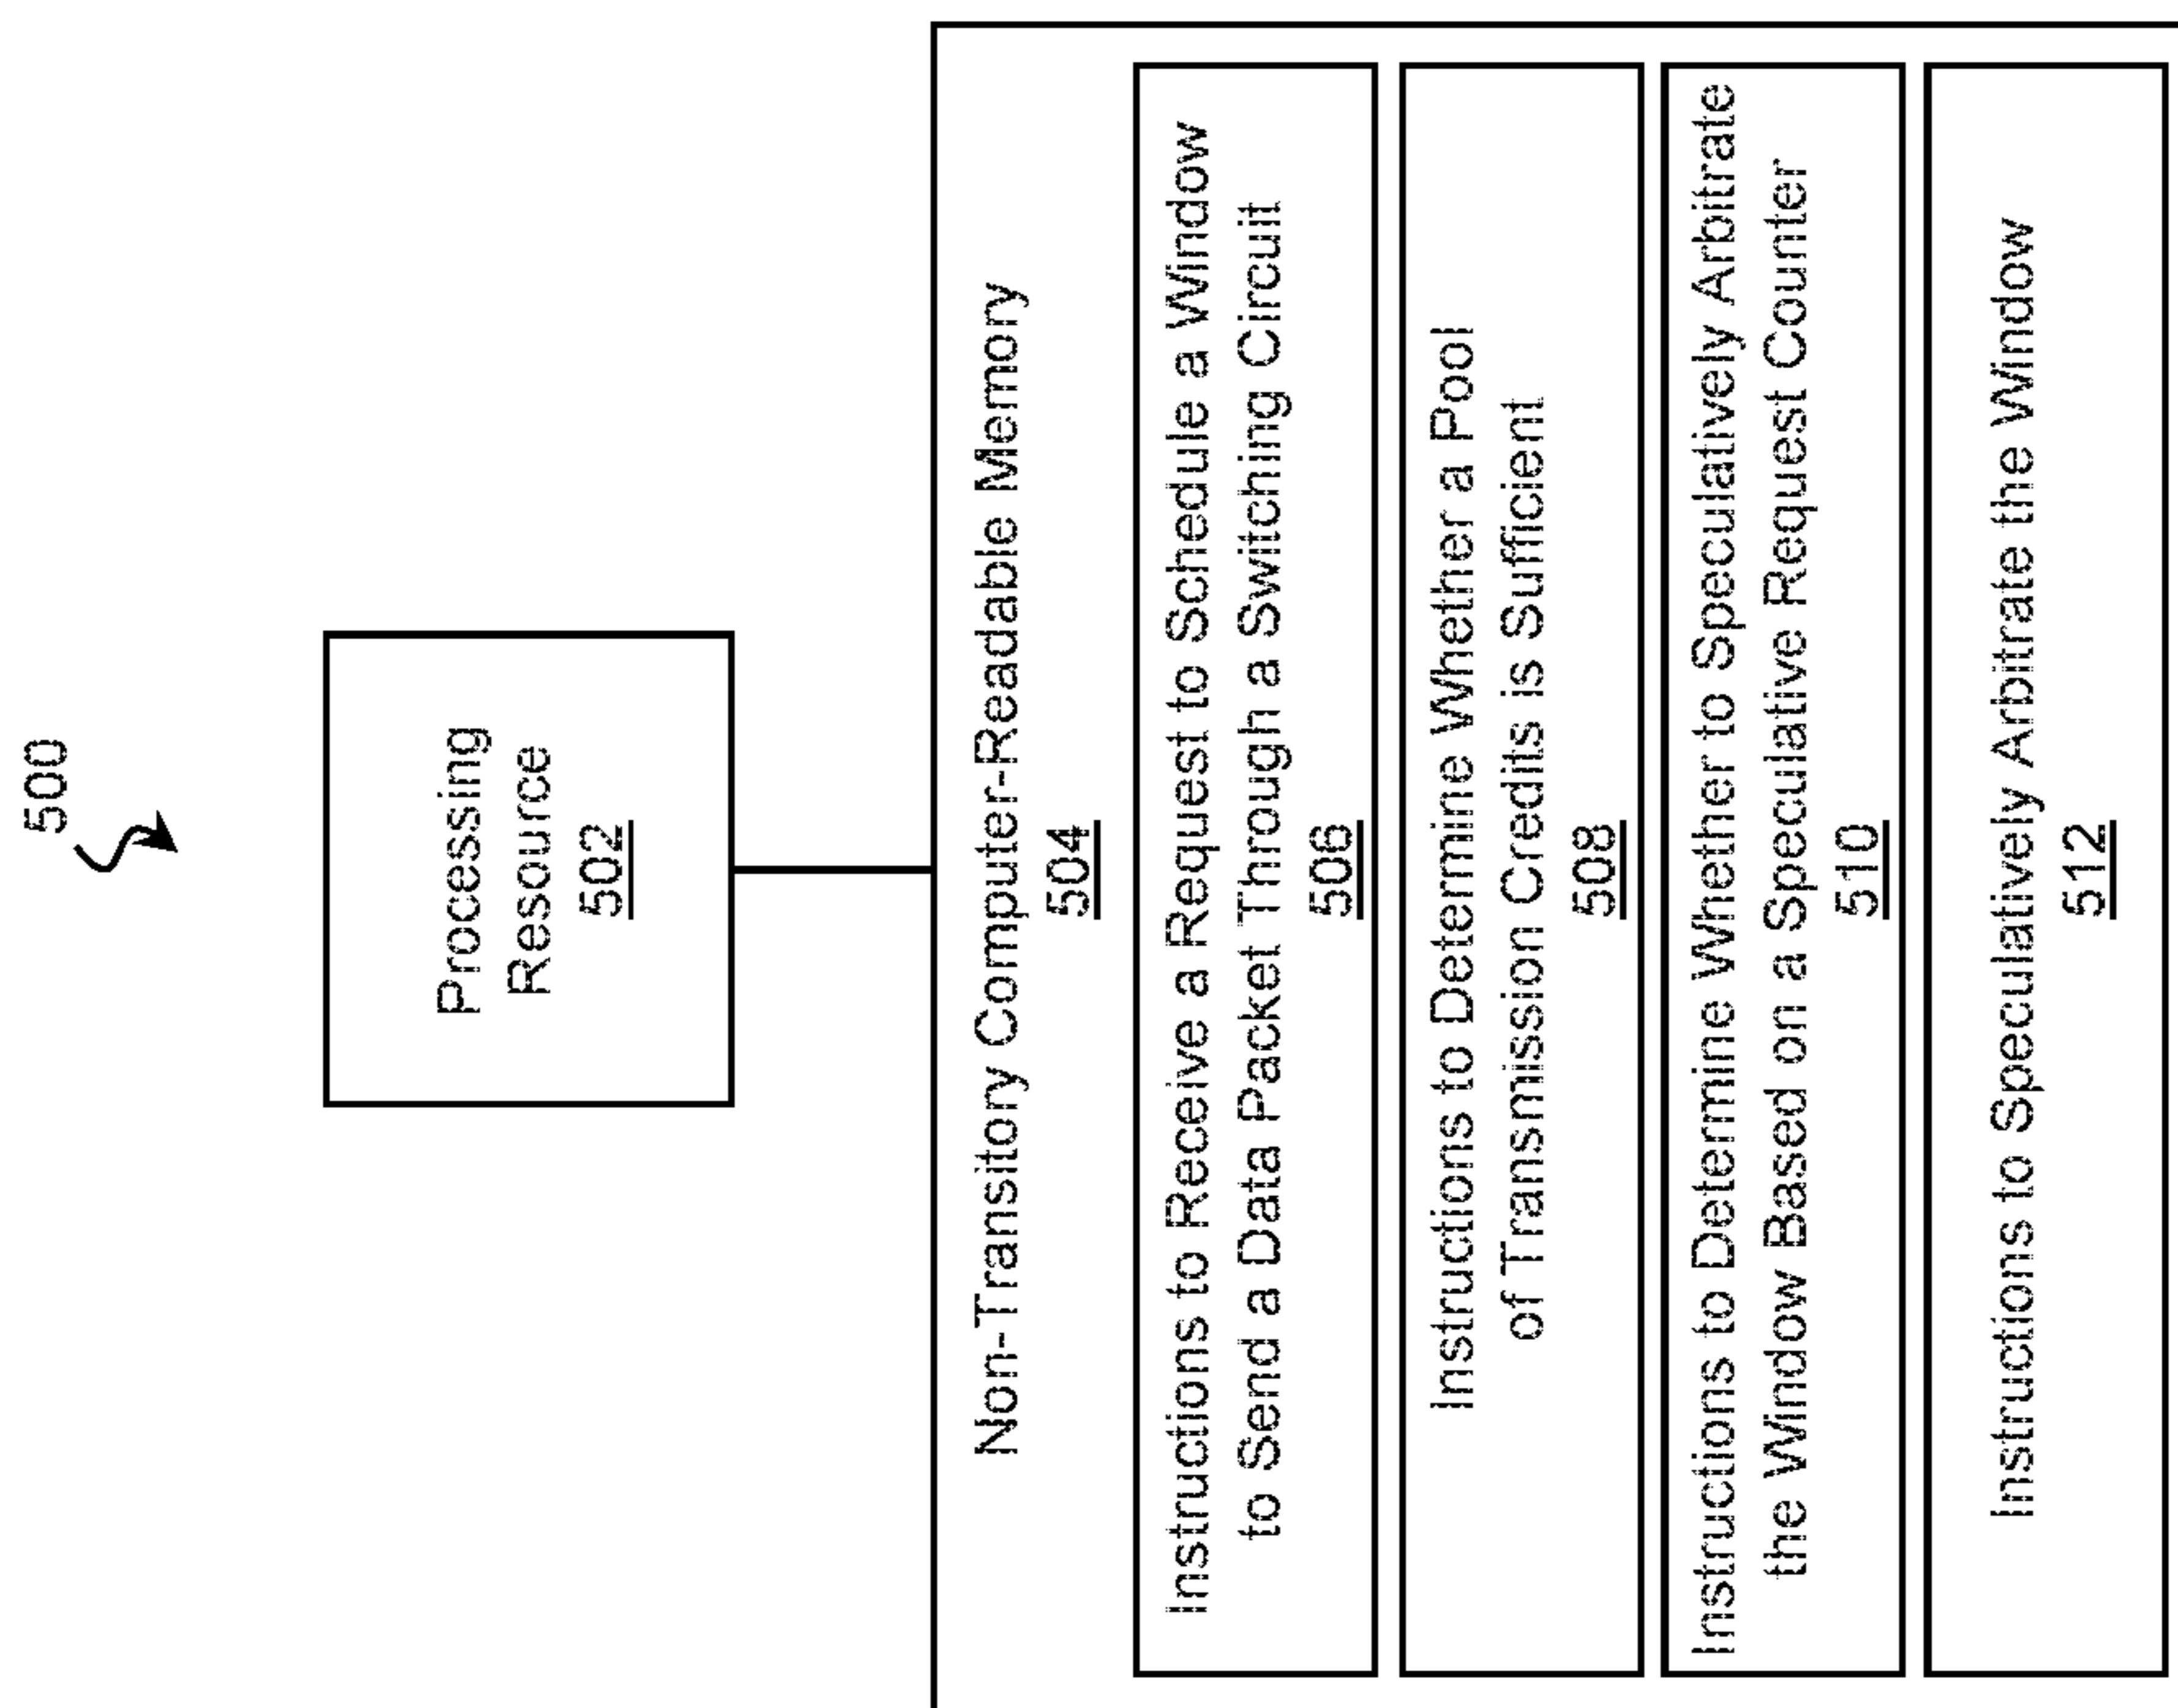 500
Processing
Resource
502
Non-Transitory Computer-Readable Memory
504
Instructions to Receive a Request to Schedule a Window
to Send a Data Packet Through a Switching Circuit
506
Instructions to Determine Whether a Pool
of Transmission Credits is Sufficient
508
Instructions to Determine Whether to Speculatively Arbitrate
the Window Based on a Speculative Request Counter
510
Instructions to Speculatively Arbitrate the Window
512